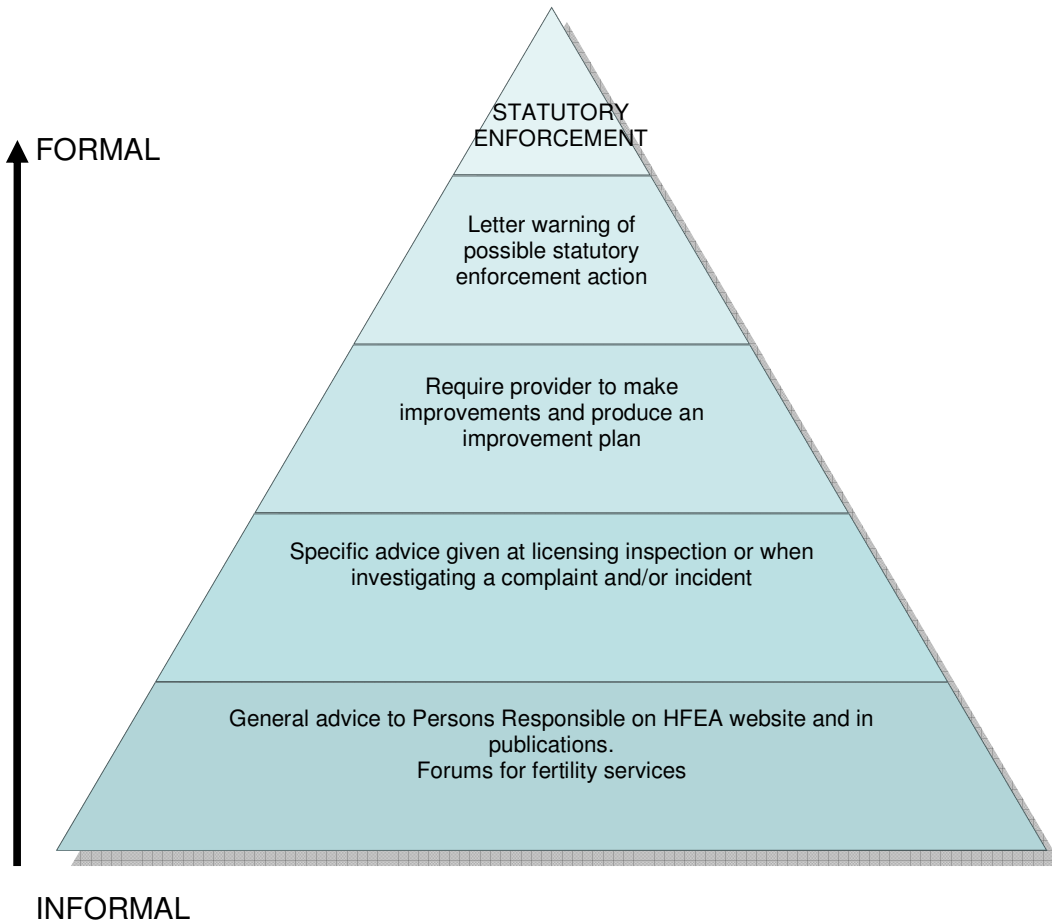 STATUTORY
ENFORCEMENT
FORMAL
Letter warning of
possible statutory
enforcement action
Require provider to make
improvements and produce an
improvement plan
Specific advice given at licensing inspection or when
investigating a complaint and/or incident
General advice to Persons Responsible on HFEA website and in
publications.
Forums for fertility services
INFORMAL